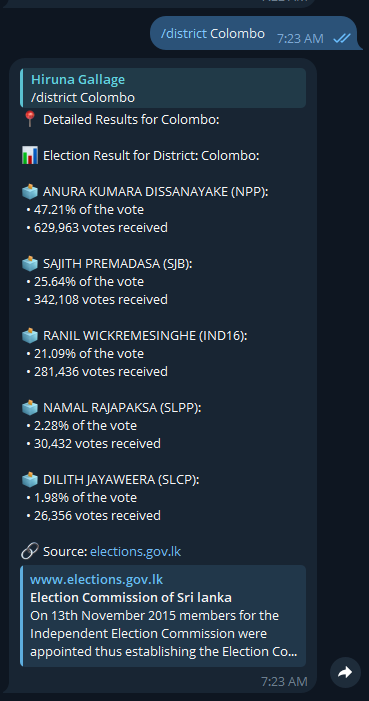 /district Colombo 7:23 AM
Hiruna Gallage
/district Colombo
📍 Detailed Results for Colombo:
📊 Election Result for District: Colombo:
🗳️ ANURA KUMARA DISSANAYAKE (NPP):
• 47.21% of the vote
• 629,963 votes received
🗳️ SAJITH PREMADASA (SJB):
• 25.64% of the vote
• 342,108 votes received
🗳️ RANIL WICKREMESINGHE (IND16):
• 21.09% of the vote
• 281,436 votes received
🗳️ NAMAL RAJAPAKSA (SLPP):
• 2.28% of the vote
• 30,432 votes received
🗳️ DILITH JAYAWEERA (SLCP):
• 1.98% of the vote
• 26,356 votes received
🔗 Source: elections.gov.lk
www.elections.gov.lk
Election Commission of Sri lanka
On 13th November 2015 members for the
Independent Election Commission were
appointed thus establishing the Election Co...
7:23 AM